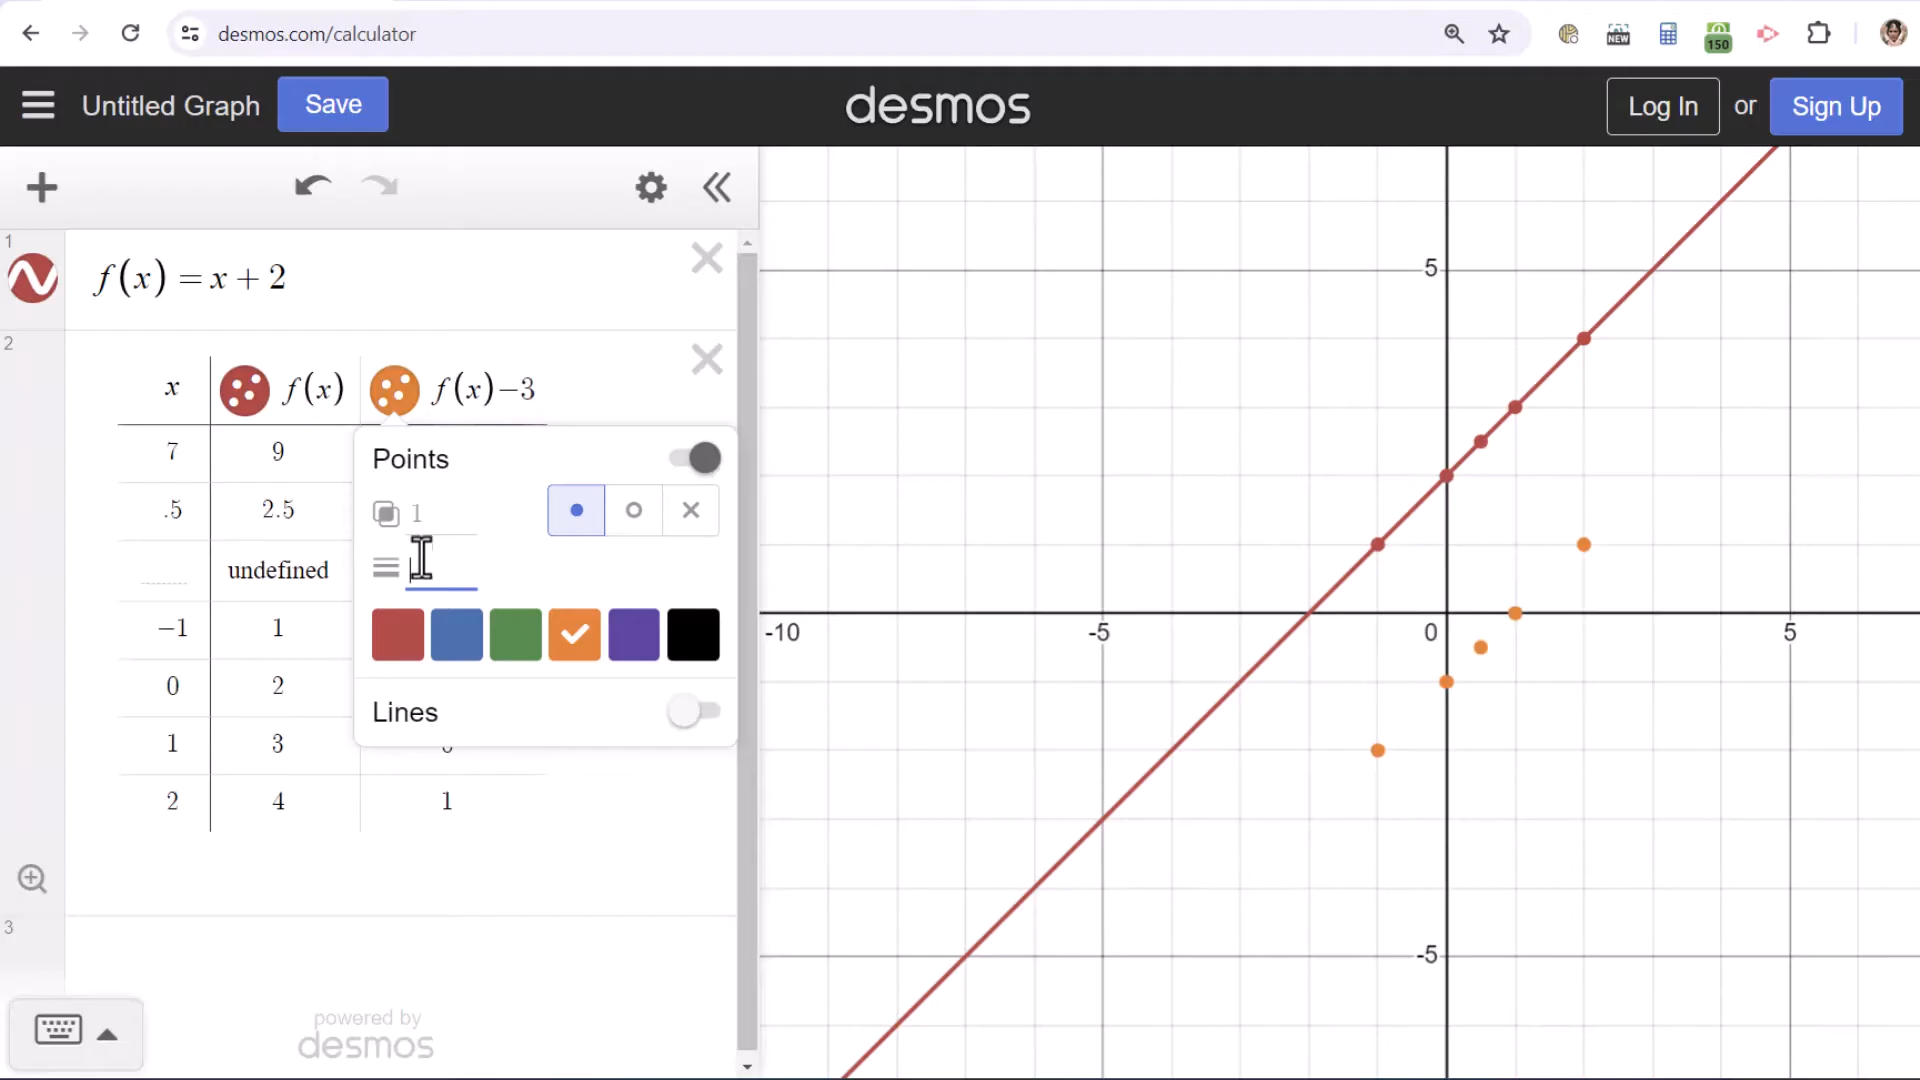 desmos.com/calculator
NEW
150
Untitled Graph
Save
desmos
Log In
or
Sign Up
1
f(x) = x + 2
2
x f(x) f(x)−3
7 9
.5 2.5
undefined
−1 1
0 2
1 3
2 4 1
Points
1
Lines
3
powered by
desmos
5
-10 -5 0 5
-5